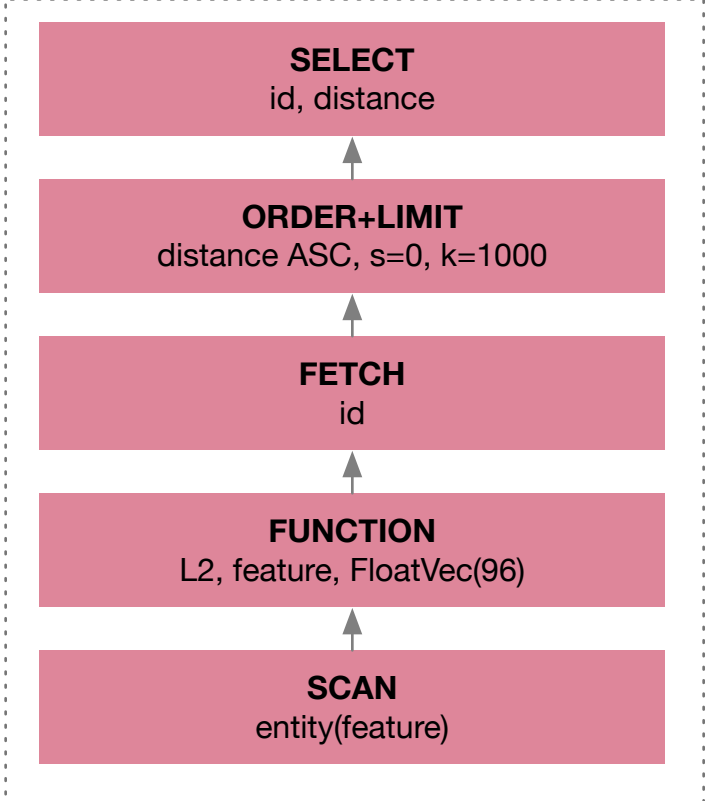 SELECT
id, distance
ORDER+LIMIT
distance ASC, s=0, k=1000
FETCH
id
FUNCTION
L2, feature, FloatVec(96)
SCAN
entity(feature)